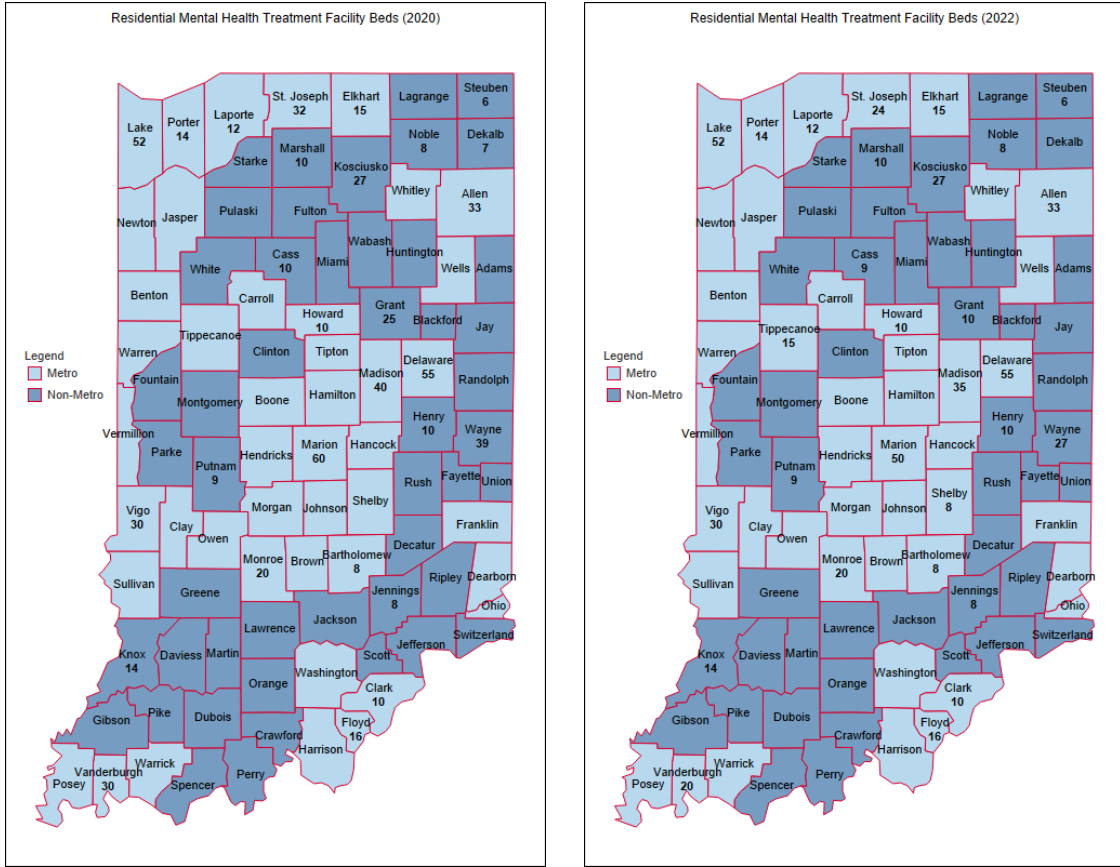 Residential Mental Health Treatment Facility Beds (2020)
Lake
52
Porter
14
Laporte
12
St. Joseph
32
Elkhart
15
Lagrange
Steuben
6
Noble
8
Dekalb
7
Starke
Marshall
10
Kosciusko
27
Whitley
Allen
33
Newton
Jasper
Pulaski
Fulton
Wabash
Huntington
Miami
Cass
10
White
Wells
Adams
Benton
Carroll
Grant
25
Howard
10
Blackford
Jay
Tippecanoe
Warren
Clinton
Tipton
Madison
40
Delaware
55
Randolph
Legend
Metro
Non-Metro
Fountain
Montgomery
Boone
Hamilton
Henry
10
Wayne
39
Vermillion
Parke
Putnam
9
Hendricks
Marion
60
Hancock
Rush
Fayette
Union
Vigo
30
Clay
Owen
Morgan
Johnson
Shelby
Franklin
Decatur
Sullivan
Greene
Monroe
20
Brown
Bartholomew
8
Jennings
8
Ripley
Dearborn
Ohio
Switzerland
Jefferson
Jackson
Lawrence
Scott
Knox
14
Daviess
Martin
Orange
Washington
Clark
10
Floyd
16
Harrison
Crawford
Gibson
Pike
Dubois
Perry
Spencer
Warrick
Vanderburgh
30
Posey
Residential Mental Health Treatment Facility Beds (2022)
Lake
52
Porter
14
Laporte
12
St. Joseph
24
Elkhart
15
Lagrange
Steuben
6
Noble
8
Dekalb
Starke
Marshall
10
Kosciusko
27
Whitley
Allen
33
Newton
Jasper
Pulaski
Fulton
Wabash
Huntington
Miami
Cass
9
White
Wells
Adams
Benton
Carroll
Grant
10
Howard
10
Blackford
Jay
Tippecanoe
15
Warren
Clinton
Tipton
Madison
35
Delaware
55
Randolph
Legend
Metro
Non-Metro
Fountain
Montgomery
Boone
Hamilton
Henry
10
Wayne
27
Vermillion
Parke
Putnam
9
Hendricks
Marion
50
Hancock
Rush
Fayette
Union
Vigo
30
Clay
Owen
Morgan
Johnson
Shelby
8
Franklin
Decatur
Sullivan
Greene
Monroe
20
Brown
Bartholomew
8
Jennings
8
Ripley
Dearborn
Ohio
Switzerland
Jefferson
Jackson
Lawrence
Scott
Knox
14
Daviess
Martin
Orange
Washington
Clark
10
Floyd
16
Harrison
Crawford
Gibson
Pike
Dubois
Perry
Spencer
Warrick
Vanderburgh
20
Posey